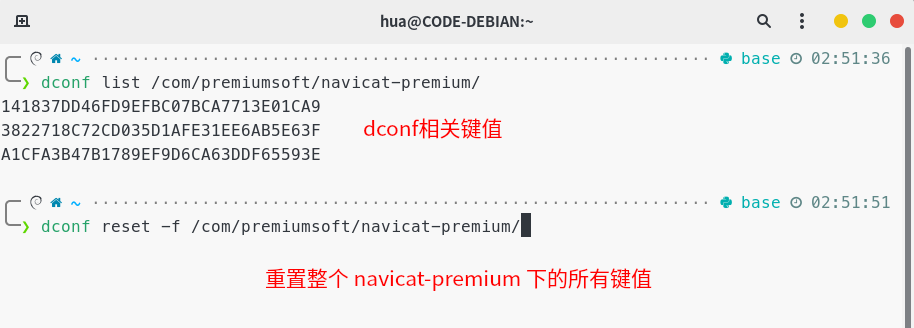 hua@CODE-DEBIAN:~
~ base 02:51:36
❯ dconf list /com/premiumsoft/navicat-premium/
141837DD46FD9EFBC07BCA7713E01CA9
3822718C72CD035D1AFE31EE6AB5E63F
dconf相关键值
A1CFA3B47B1789EF9D6CA63DDF65593E
~ base 02:51:51
❯ dconf reset -f /com/premiumsoft/navicat-premium/
重置整个 navicat-premium 下的所有键值